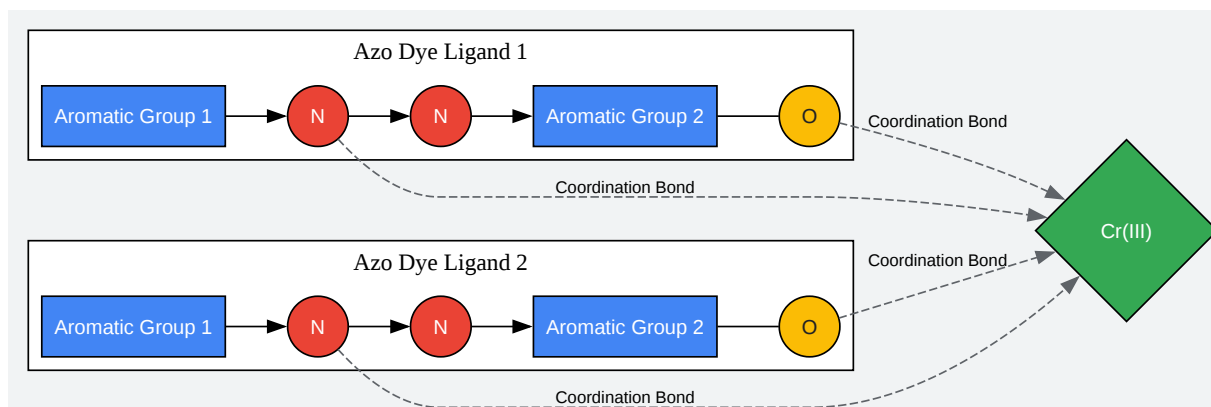 Azo Dye Ligand 1
Aromatic Group 1
N
N
Aromatic Group 2
O
Coordination Bond
Coordination Bond
Cr(III)
Azo Dye Ligand 2
Coordination Bond
Aromatic Group 1
N
N
Aromatic Group 2
O
Coordination Bond